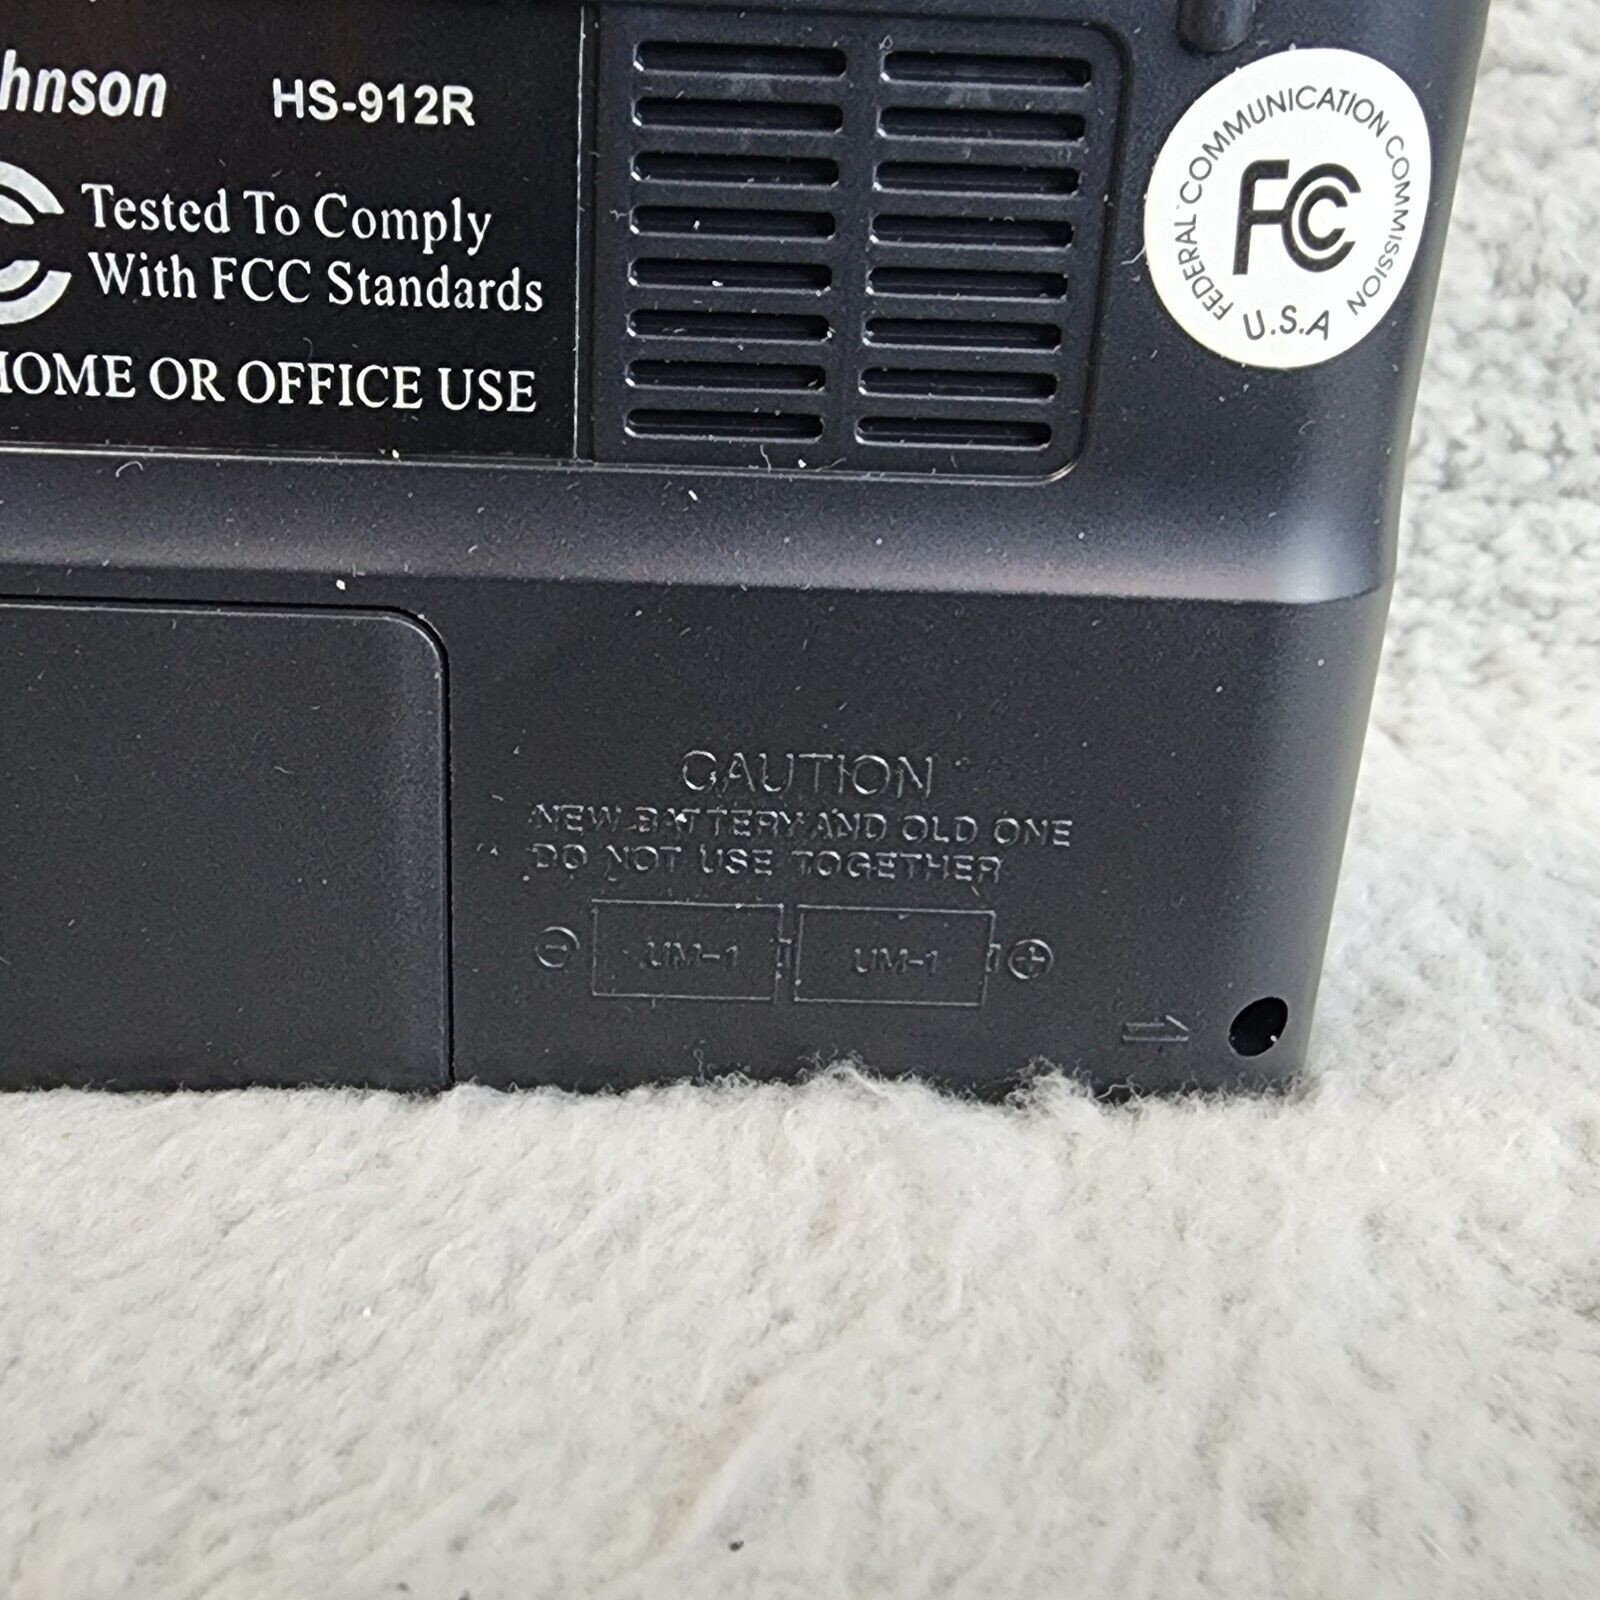 hnson HS-912R
Tested To Comply
With FCC Standards
HOME OR OFFICE USE
FEDERAL COMMUNICATION COMMISSION
FC
U.S.A
CAUTION
NEW BATTERY AND OLD ONE
DO NOT USE TOGETHER
UM-1 UM-1